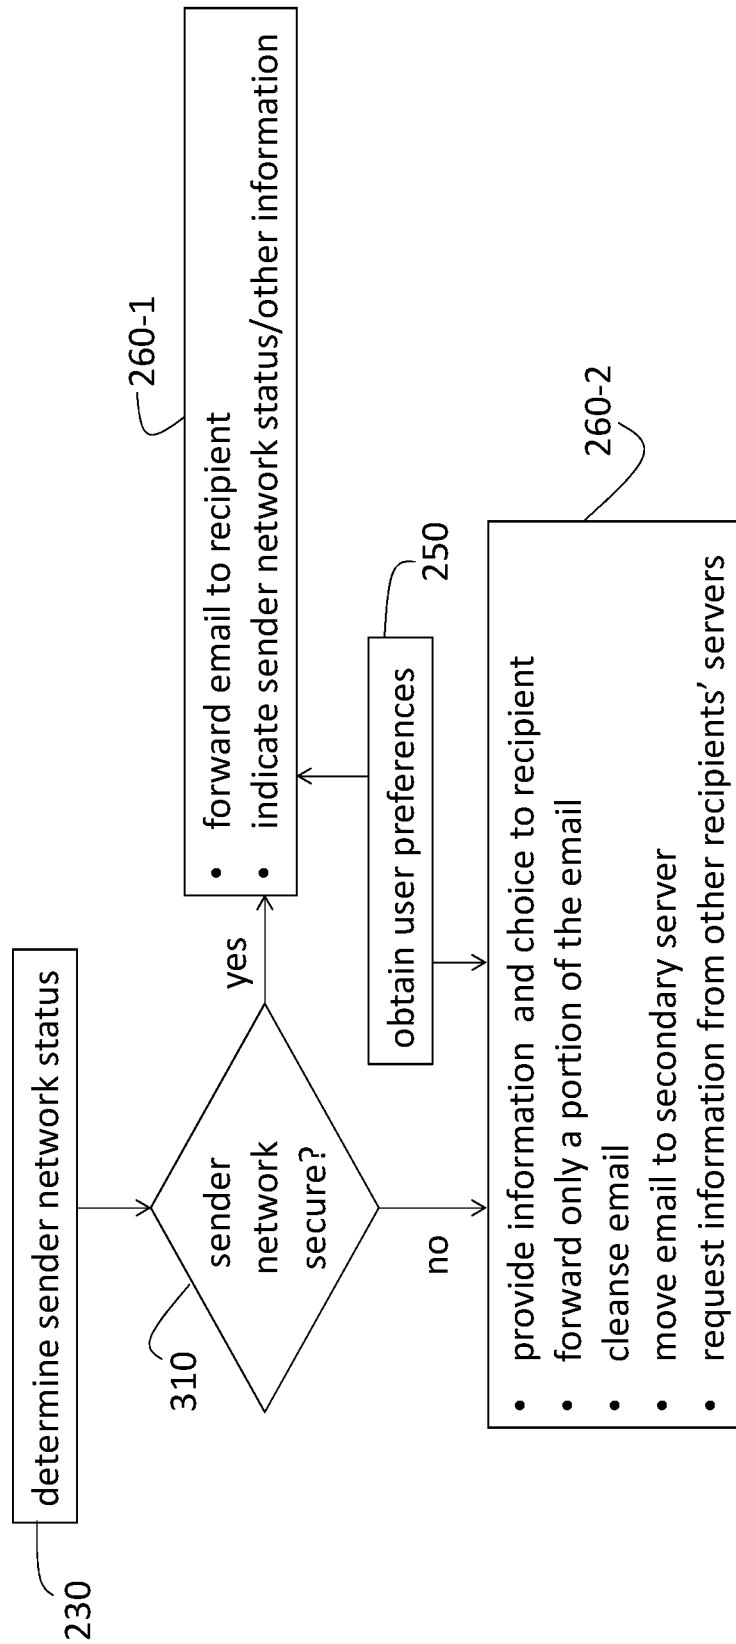 230
determine sender network status
310
sender
network
secure?
yes
no
260-1
• forward email to recipient
• indicate sender network status/other information
250
obtain user preferences
260-2
• provide information and choice to recipient
• forward only a portion of the email
• cleanse email
• move email to secondary server
• request information from other recipients’ servers